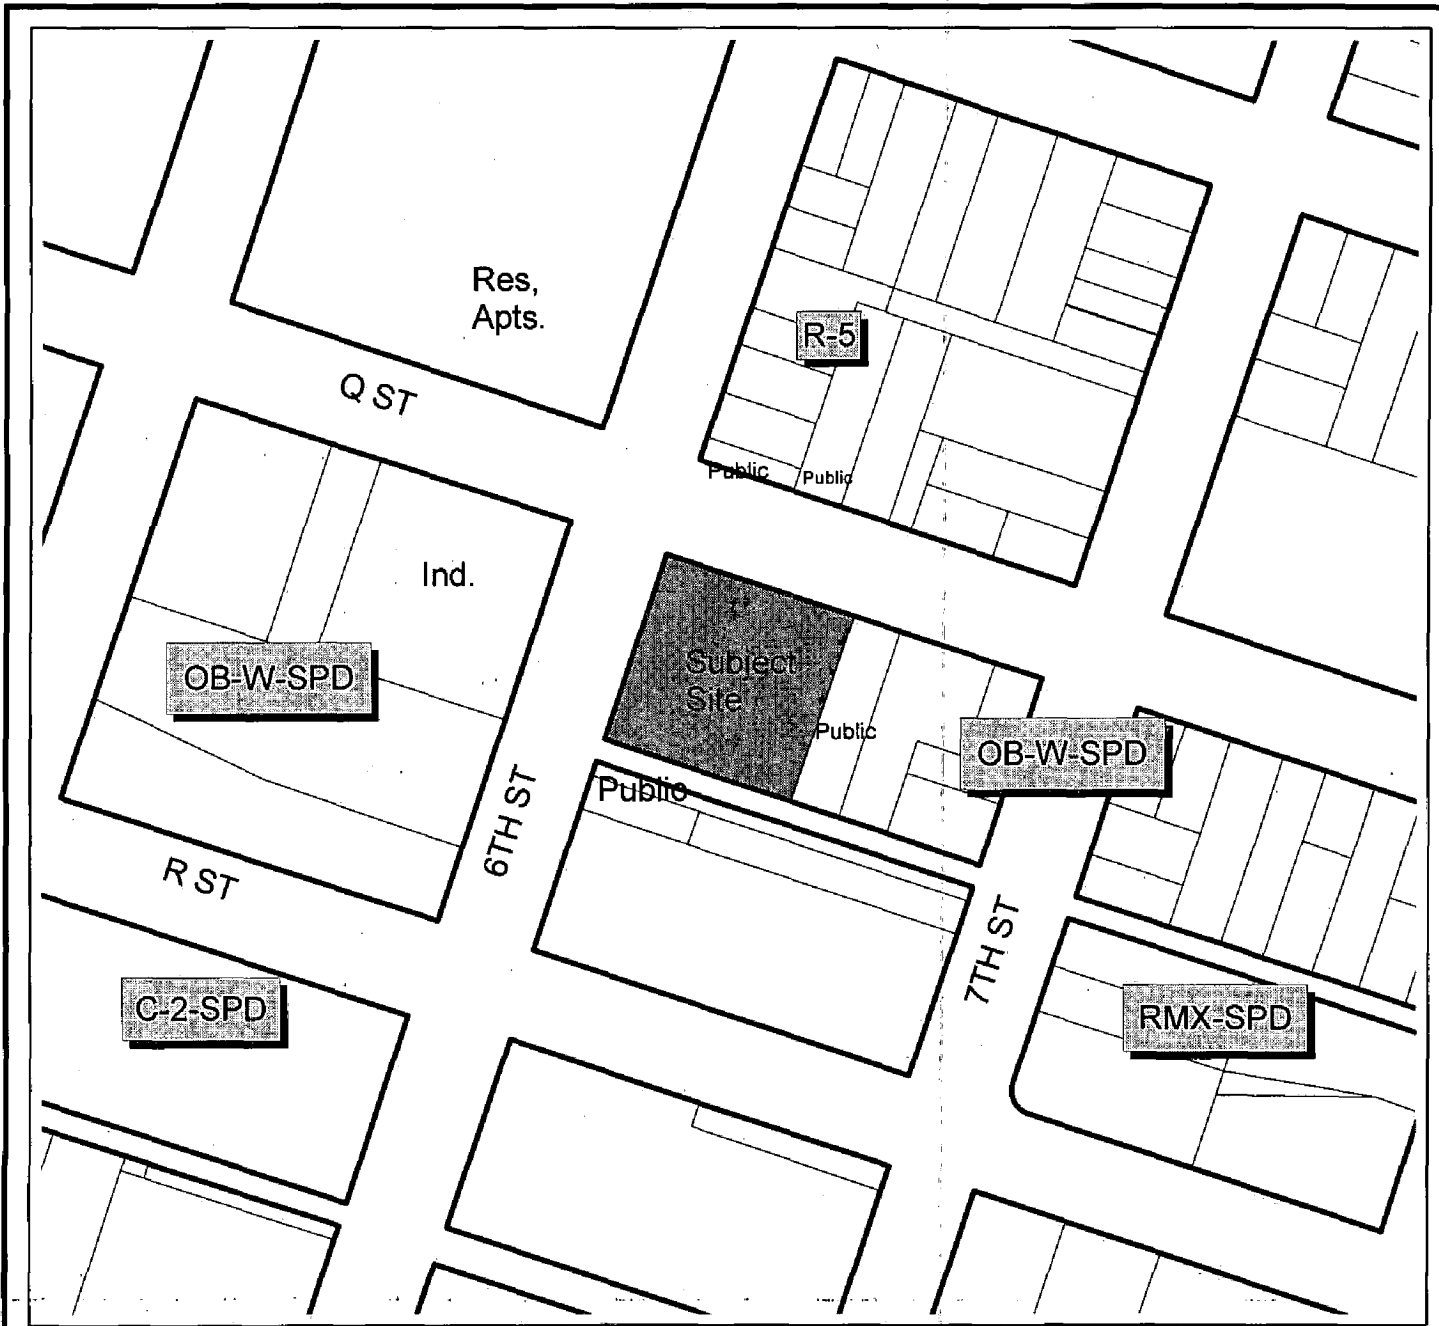 Res,
Apts.
R-5
Q ST
Public
Public
Ind.
Subject
Site
OB-W-SPD
Public
OB-W-SPD
Public
6TH ST
R ST
7TH ST
C-2-SPD
RMX-SPD